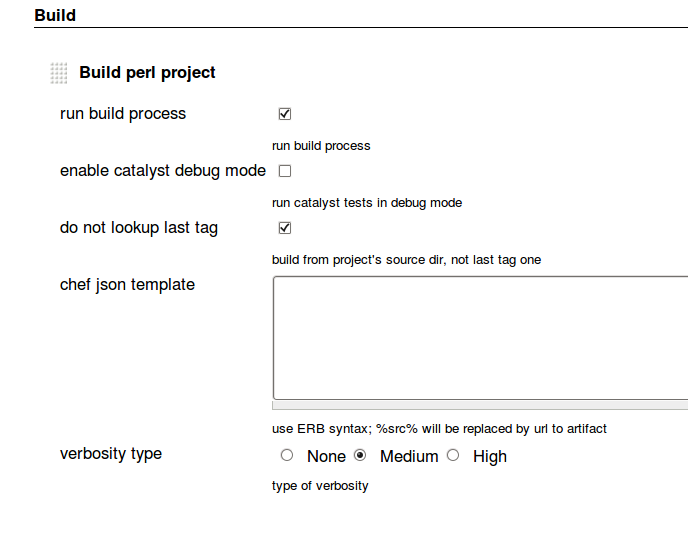 Build
Build perl project
run build process
run build process
enable catalyst debug mode
run catalyst tests in debug mode
do not lookup last tag
build from project's source dir, not last tag one
chef json template
use ERB syntax; %src% will be replaced by url to artifact
verbosity type None Medium High
type of verbosity